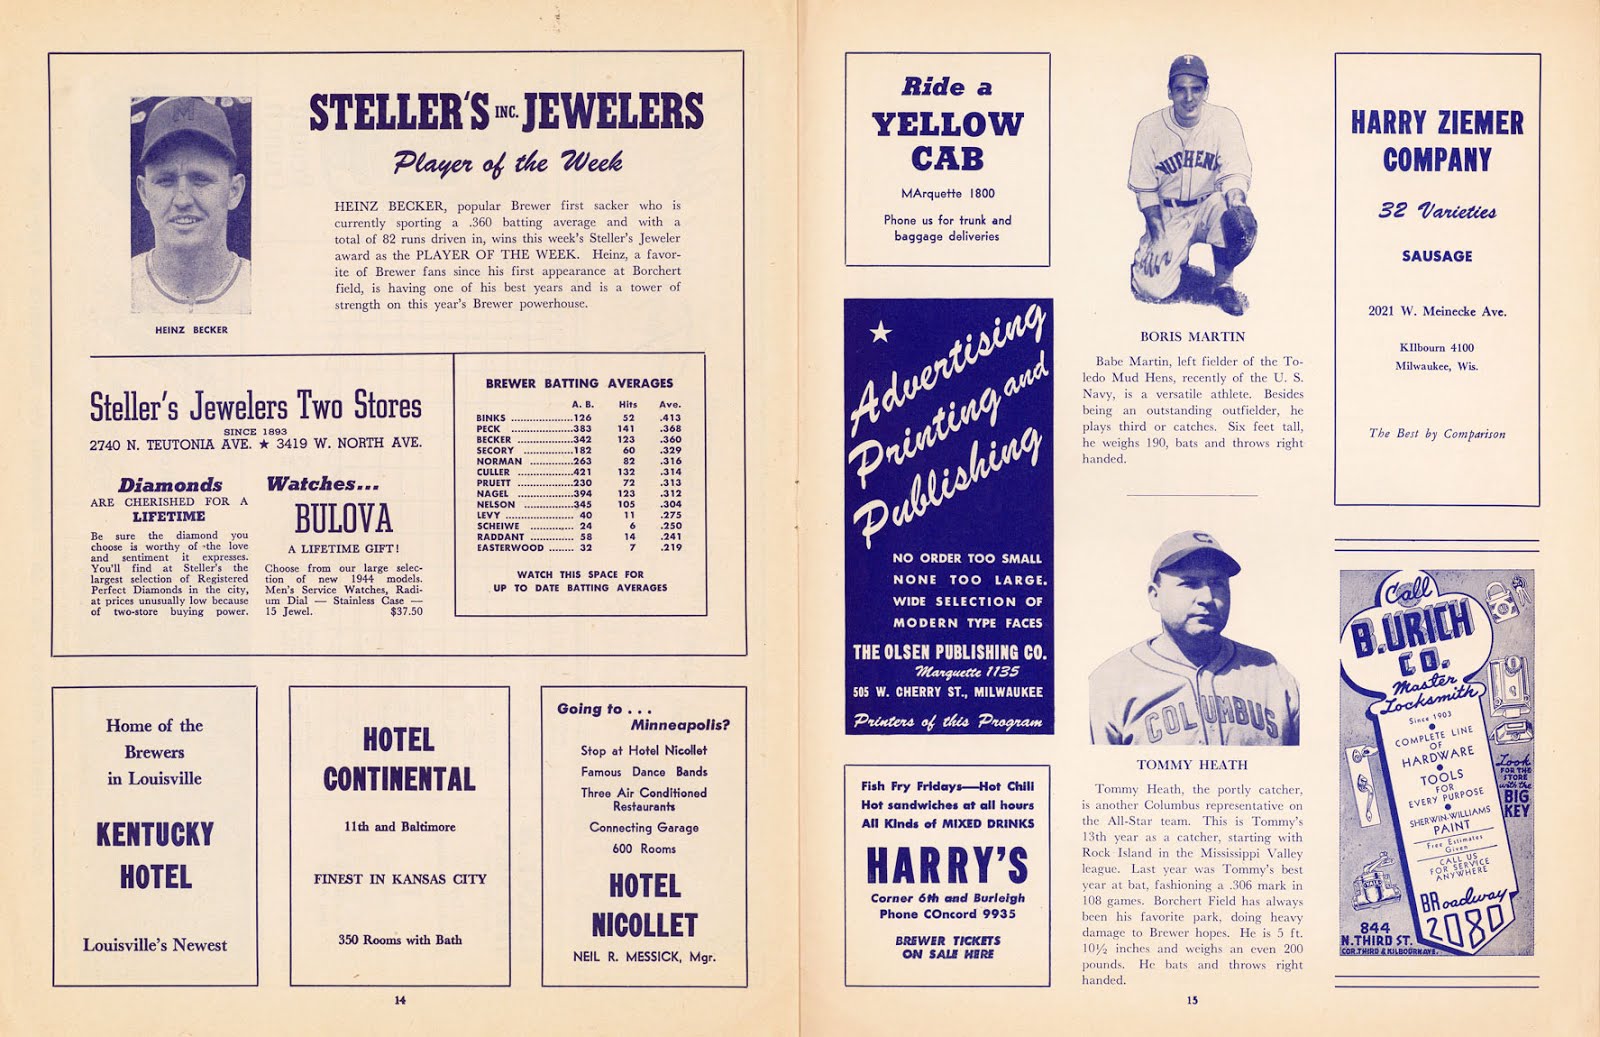 M
STELLER'S INC. JEWELERS
Player of the Week
HEINZ BECKER, popular Brewer first sacker who is
currently sporting a .360 batting average and with a
total of 82 runs driven in, wins this week's Steller's Jeweler
award as the PLAYER OF THE WEEK. Heinz, a favor-
ite of Brewer fans since his first appearance at Borchert
field, is having one of his best years and is a tower of
strength on this year's Brewer powerhouse.
HEINZ BECKER
Steller's Jewelers Two Stores
SINCE 1893
2740 N. TEUTONIA AVE. ★ 3419 W. NORTH AVE.
Diamonds
ARE CHERISHED FOR A
LIFETIME
Be sure the diamond you
choose is worthy of the love
and sentiment it expresses.
You'll find at Steller's the
largest selection of Registered
Perfect Diamonds in the city,
at prices unusually low because
of two-store buying power.
Watches...
BULOVA
A LIFETIME GIFT!
Choose from our large selec-
tion of new 1944 models.
Men's Service Watches, Radi-
um Dial — Stainless Case —
15 Jewel. $37.50
BREWER BATTING AVERAGES
A. B. Hits Ave.
BINKS ......................126 52 .413
PECK ......................383 141 .368
BECKER ...................342 123 .360
SECORY ..................182 60 .329
NORMAN ...............263 82 .316
CULLER ...................421 132 .314
PRUETT ...................230 72 .313
NAGEL ....................394 123 .312
NELSON ..................345 105 .304
LEVY ........................ 40 11 .275
SCHEIWE ................ 24 6 .250
RADDANT ............... 58 14 .241
EASTERWOOD ........ 32 7 .219
WATCH THIS SPACE FOR
UP TO DATE BATTING AVERAGES
Home of the
Brewers
in Louisville
KENTUCKY
HOTEL
Louisville's Newest
HOTEL
CONTINENTAL
11th and Baltimore
FINEST IN KANSAS CITY
350 Rooms with Bath
Going to . . .
Minneapolis?
Stop at Hotel Nicollet
Famous Dance Bands
Three Air Conditioned
Restaurants
Connecting Garage
600 Rooms
HOTEL
NICOLLET
NEIL R. MESSICK, Mgr.
14
Ride a
YELLOW
CAB
MArquette 1800
Phone us for trunk and
baggage deliveries
★
Advertising
Printing and
Publishing
NO ORDER TOO SMALL
NONE TOO LARGE.
WIDE SELECTION OF
MODERN TYPE FACES
THE OLSEN PUBLISHING CO.
Marquette 1135
505 W. CHERRY ST., MILWAUKEE
Printers of this Program
Fish Fry Fridays—Hot Chili
Hot sandwiches at all hours
All Kinds of MIXED DRINKS
HARRY'S
Corner 6th and Burleigh
Phone COncord 9935
BREWER TICKETS
ON SALE HERE
T
MUDHENS
BORIS MARTIN
Babe Martin, left fielder of the To-
ledo Mud Hens, recently of the U. S.
Navy, is a versatile athlete. Besides
being an outstanding outfielder, he
plays third or catches. Six feet tall,
he weighs 190, bats and throws right
handed.
C
COLUMBUS
TOMMY HEATH
Tommy Heath, the portly catcher,
is another Columbus representative on
the All-Star team. This is Tommy's
13th year as a catcher, starting with
Rock Island in the Mississippi Valley
league. Last year was Tommy's best
year at bat, fashioning a .306 mark in
108 games. Borchert Field has always
been his favorite park, doing heavy
damage to Brewer hopes. He is 5 ft.
10½ inches and weighs an even 200
pounds. He bats and throws right
handed.
15
HARRY ZIEMER
COMPANY
32 Varieties
SAUSAGE
2021 W. Meinecke Ave.
KIlbourn 4100
Milwaukee, Wis.
The Best by Comparison
Call
B. URICH
CO.
Master
Locksmith
Since 1903
COMPLETE LINE
OF
HARDWARE
TOOLS
FOR
EVERY PURPOSE
SHERWIN-WILLIAMS
PAINT
Free Estimates
Given
CALL US
FOR SERVICE
ANYWHERE
BRoadway
2080
Look
FOR THE
STORE
with the
BIG
KEY
844
N. THIRD ST.
COR. THIRD & KILBOURN AVE.